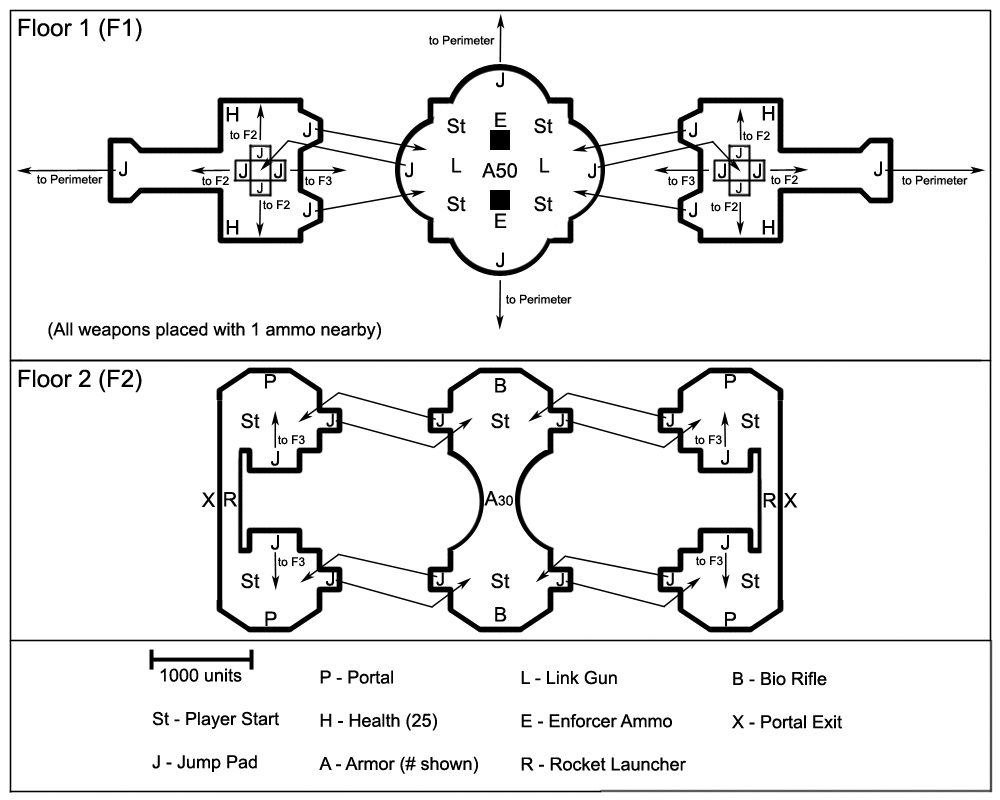 Floor 1 (F1)
to Perimeter
J
H
H
St
E
St
J
to F2
J
J
to F2
J
J
J
J
to Perimeter
to F2
to F3
J
L
A50
L
J
to F3
J
J
to F2
J
to Perimeter
J
to F2
J
to F2
J
St
St
J
H
E
H
J
to Perimeter
(All weapons placed with 1 ammo nearby)
Floor 2 (F2)
P
B
P
St
J
J
St
J
J
St
to F3
to F3
J
J
X
R
A30
R
X
J
J
to F3
to F3
St
J
J
St
J
J
St
P
B
P
1000 units
P - Portal
L - Link Gun
B - Bio Rifle
St - Player Start
H - Health (25)
E - Enforcer Ammo
X - Portal Exit
J - Jump Pad
A - Armor (# shown)
R - Rocket Launcher